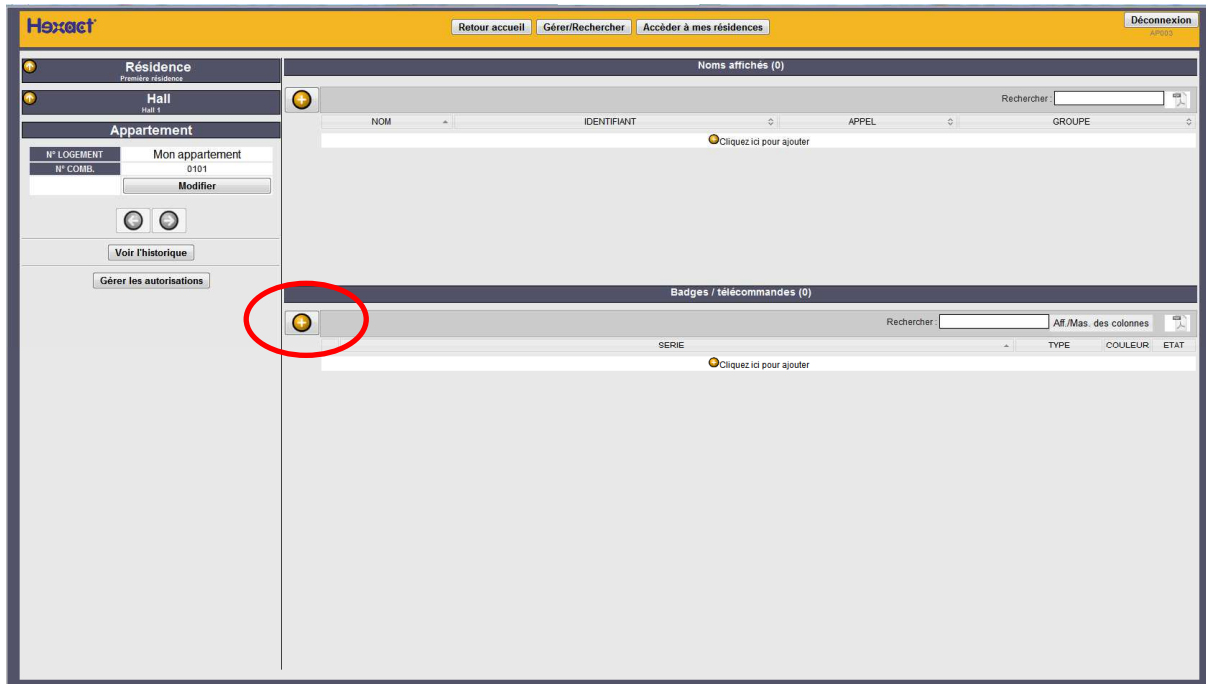 Hexact
Retour accueil
Gérer/Rechercher
Accèder à mes résidences
Déconnexion
AP003
Résidence
Première résidence
Hall
Hall 1
Appartement
N° LOGEMENT Mon appartement
N° COMB. 0101
Modifier
Voir l'historique
Gérer les autorisations
Noms affichés (0)
Rechercher :
NOM IDENTIFIANT APPEL GROUPE
Cliquez ici pour ajouter
Badges / télécommandes (0)
Rechercher : Aff./Mas. des colonnes
SERIE TYPE COULEUR ETAT
Cliquez ici pour ajouter